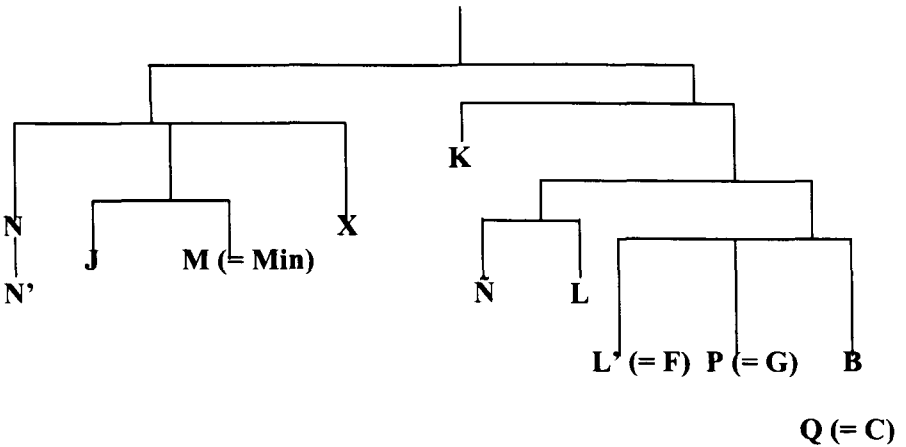 K
N X
J M (= Min)
N’ Ñ L
L’ (= F) P (= G) B
Q (= C)